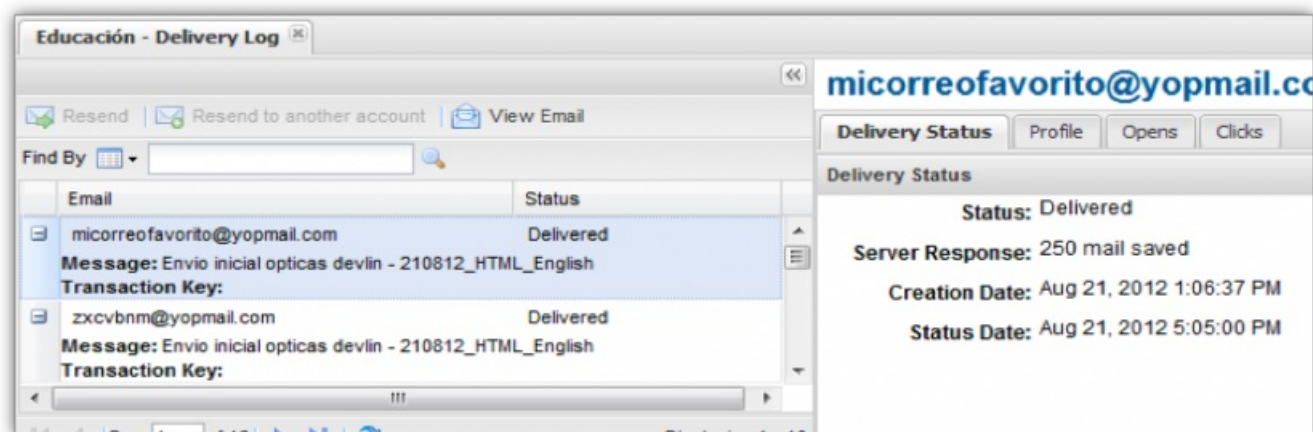 Educación - Delivery Log
Resend Resend to another account View Email
Find By
Email Status
micorreofavorito@yopmail.com Delivered
Message: Envio inicial opticas devlin - 210812_HTML_English
Transaction Key:
zxcvbnm@yopmail.com Delivered
Message: Envio inicial opticas devlin - 210812_HTML_English
Transaction Key:
micorreofavorito@yopmail.co
Delivery Status Profile Opens Clicks
Delivery Status
Status: Delivered
Server Response: 250 mail saved
Creation Date: Aug 21, 2012 1:06:37 PM
Status Date: Aug 21, 2012 5:05:00 PM